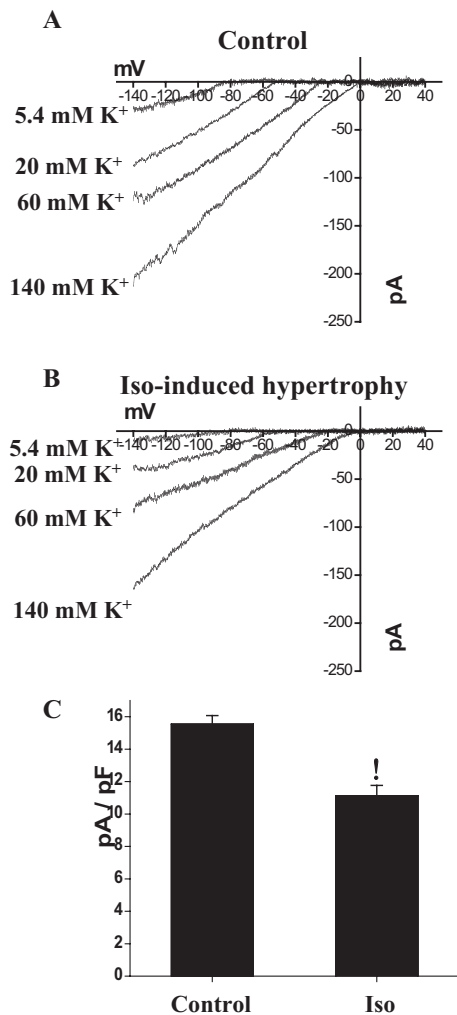 A
Control
mV
-140 -120 -100 -80 -60 -40 -20 0 20 40
5.4 mM K⁺
20 mM K⁺
60 mM K⁺
140 mM K⁺
-50
-100
-150
-200
-250
pA
B
Iso-induced hypertrophy
mV
-140 -120 -100 -80 -60 -40 -20 0 20 40
5.4 mM K⁺
20 mM K⁺
60 mM K⁺
140 mM K⁺
-50
-100
-150
-200
-250
pA
C
pA / pF
16
14
12
10
8
6
4
2
0
!
Control Iso